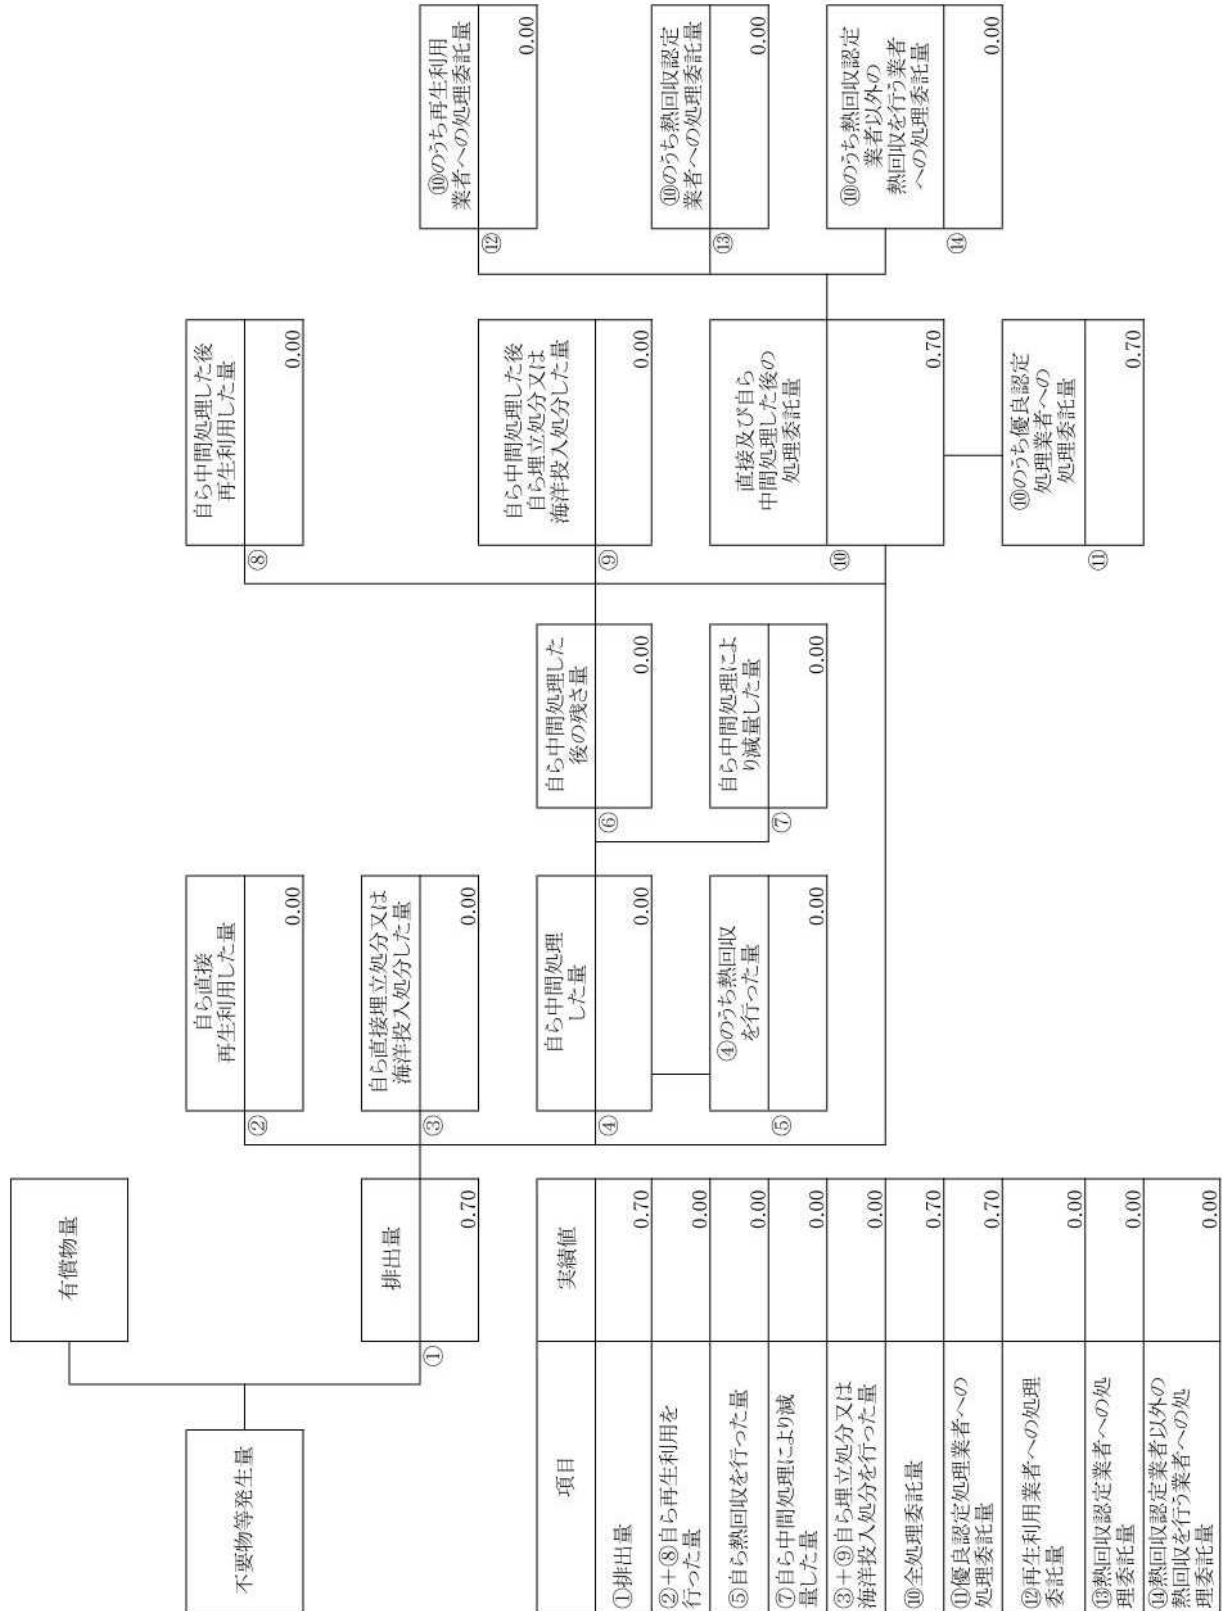 不要物等発生量
有償物量
①
排出量
0.70
②
自ら直接
再生利用した量
0.00
③
自ら直接埋立処分又は
海洋投入処分した量
0.00
④
自ら中間処理
した量
0.00
⑤
④のうち熱回収
を行った量
0.00
⑥
自ら中間処理した
後の残さ量
0.00
⑦
自ら中間処理によ
り減量した量
0.00
⑧
自ら中間処理した後
再生利用した量
0.00
⑨
自ら中間処理した後
自ら埋立処分又は
海洋投入処分した量
0.00
⑩
直接及び自ら
中間処理した後の
処理委託量
0.70
⑪
⑩のうち優良認定
処理業者への
処理委託量
0.70
⑫
⑩のうち再生利用
業者への処理委託量
0.00
⑬
⑩のうち熱回収認定
業者への処理委託量
0.00
⑭
⑩のうち熱回収認定
業者以外の
熱回収を行う業者
への処理委託量
0.00
項目 実績値
①排出量 0.70
②+⑧自ら再生利用を
行った量 0.00
⑤自ら熱回収を行った量 0.00
⑦自ら中間処理により減
量した量 0.00
③+⑨自ら埋立処分又は
海洋投入処分を行った量 0.00
⑩全処理委託量 0.70
⑪優良認定処理業者への
処理委託量 0.70
⑫再生利用業者への処理
委託量 0.00
⑬熱回収認定業者への処
理委託量 0.00
⑭熱回収認定業者以外の
熱回収を行う業者への処
理委託量 0.00